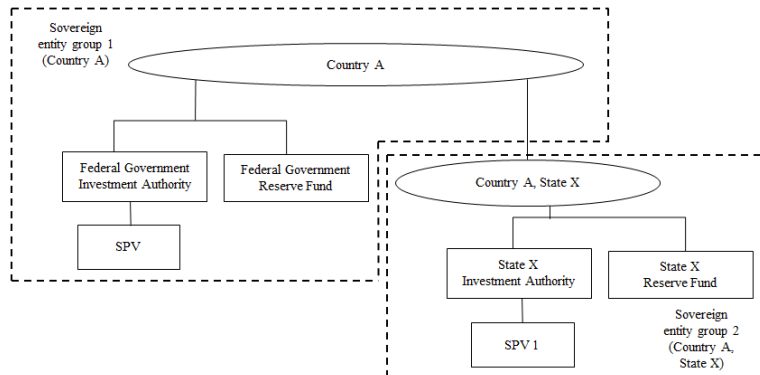 Sovereign
entity group 1
(Country A)
Country A
Federal Government
Investment Authority
Federal Government
Reserve Fund
SPV
Country A, State X
State X
Investment Authority
State X
Reserve Fund
SPV 1
Sovereign
entity group 2
(Country A,
State X)